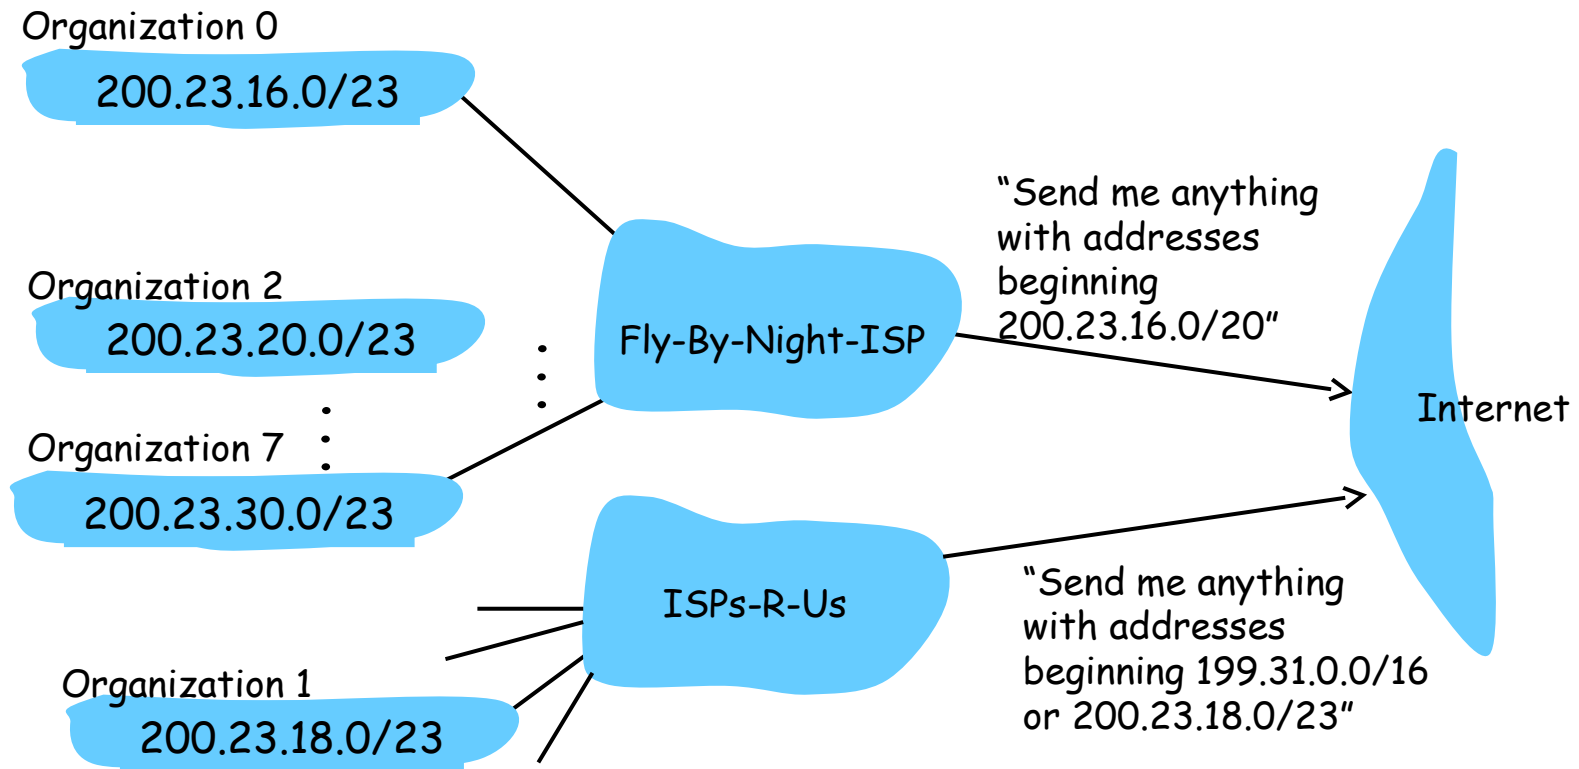 Organization 0
200.23.16.0/23
Organization 2
200.23.20.0/23
Organization 7
200.23.30.0/23
Fly-By-Night-ISP
“Send me anything
with addresses
beginning
200.23.16.0/20”
Internet
ISPs-R-Us
“Send me anything
with addresses
beginning 199.31.0.0/16
or 200.23.18.0/23”
Organization 1
200.23.18.0/23